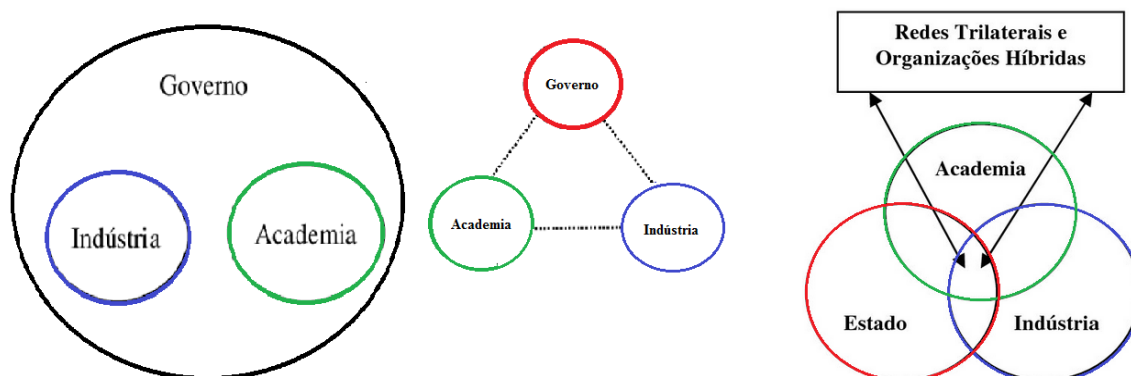 Governo
Indústria
Academia
Governo
Academia
Indústria
Redes Trilaterais e
Organizações Híbridas
Academia
Estado
Indústria